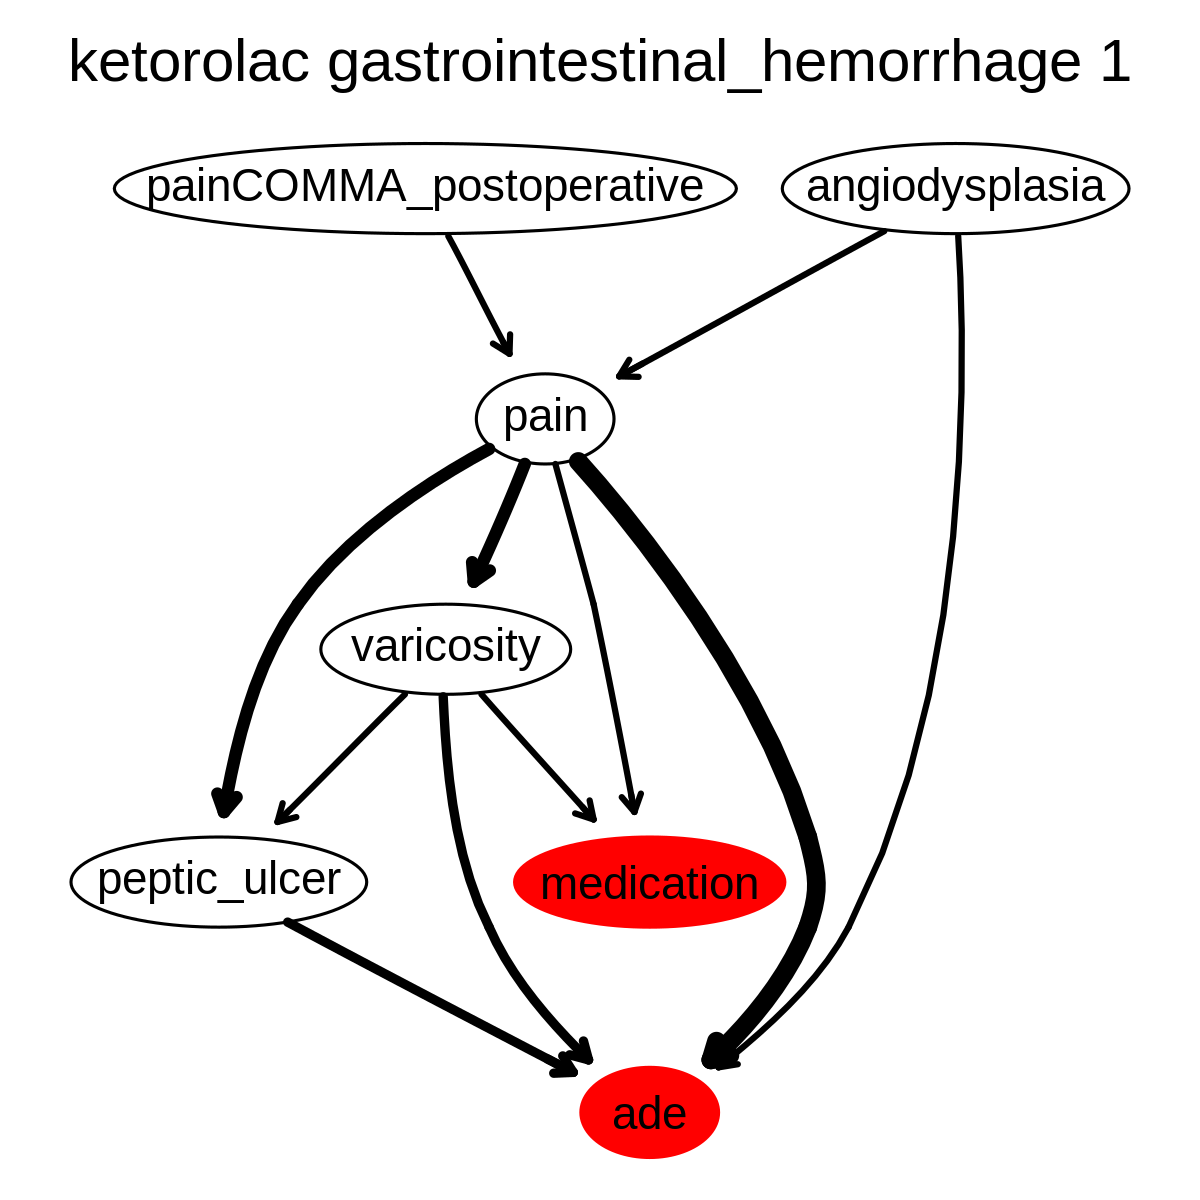 ketorolac gastrointestinal_hemorrhage 1
painCOMMA_postoperative
angiodysplasia
pain
varicosity
peptic_ulcer
medication
ade